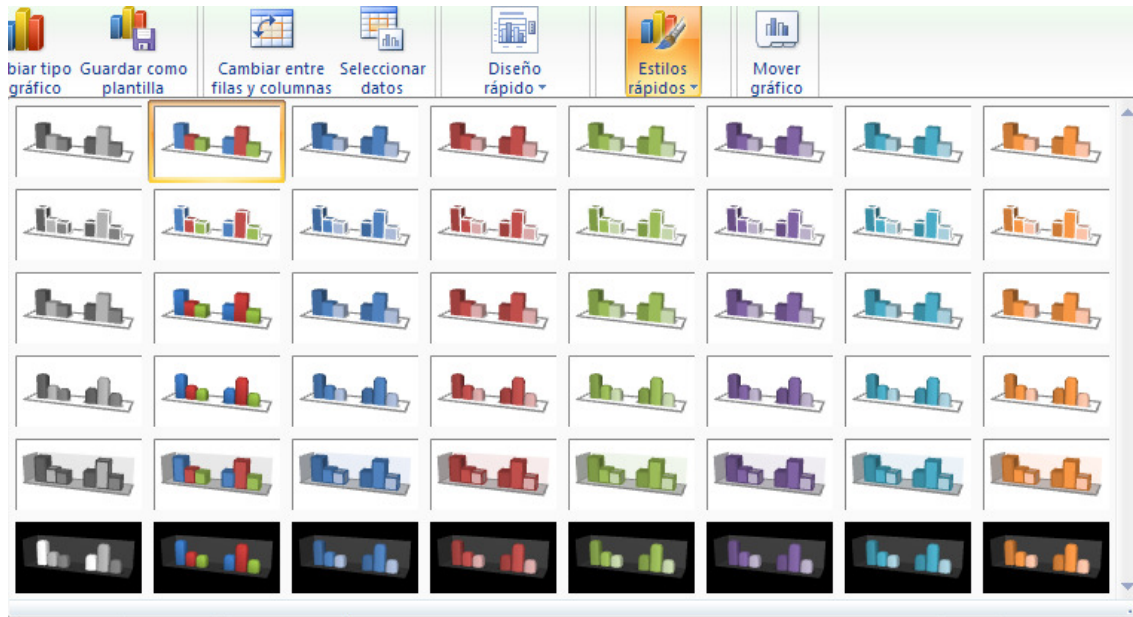 biar tipo Guardar como Cambiar entre Seleccionar Diseño Estilos Mover
gráfico plantilla filas y columnas datos rápido rápidos gráfico